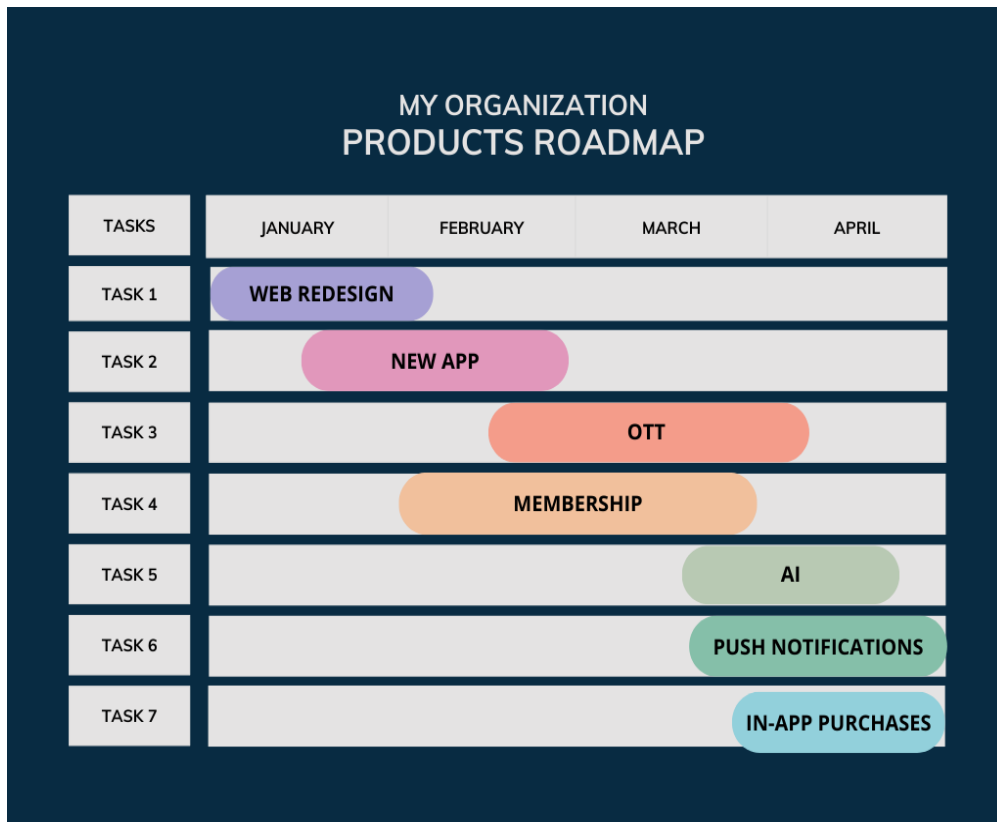 MY ORGANIZATION
PRODUCTS ROADMAP
TASKS JANUARY FEBRUARY MARCH APRIL
TASK 1 WEB REDESIGN
TASK 2 NEW APP
TASK 3 OTT
TASK 4 MEMBERSHIP
TASK 5 AI
TASK 6 PUSH NOTIFICATIONS
TASK 7 IN-APP PURCHASES